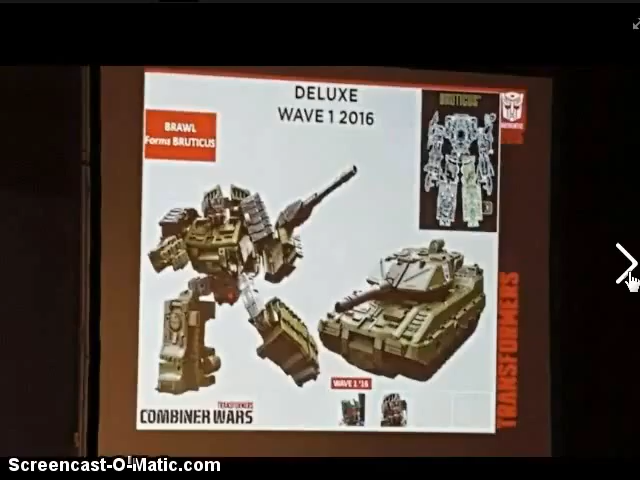 DELUXE
WAVE 1 2016
BRAWL
Forms BRUTICUS
BRUTICUS
TRANSFORMERS
WAVE 1 '16
TRANSFORMERS
COMBINER WARS
Screencast-O-Matic.com